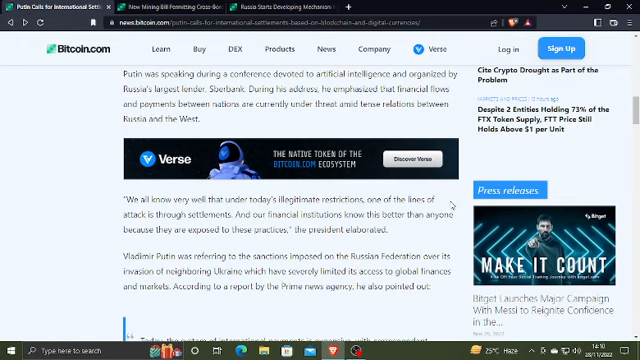 Putin Calls for International Settle
New Mining Bill Permitting Cross-Bor
Russia Starts Developing Mechanism
news.bitcoin.com/putin-calls-for-international-settlements-based-on-blockchain-and-digital-currencies/
Bitcoin.com
Learn
Buy
DEX
Products
News
Company
Verse
Log in
Sign Up
Putin was speaking during a conference devoted to artificial intelligence and organized by
Russia's largest lender, Sberbank. During his address, he emphasized that financial flows
and payments between nations are currently under threat amid tense relations between
Russia and the West.
Verse
THE NATIVE TOKEN OF THE
BITCOIN.COM ECOSYSTEM
Discover Verse
"We all know very well that under today's illegitimate restrictions, one of the lines of
attack is through settlements. And our financial institutions know this better than anyone
because they are exposed to these practices," the president elaborated.
Vladimir Putin was referring to the sanctions imposed on the Russian Federation over its
invasion of neighboring Ukraine which have severely limited its access to global finances
and markets. According to a report by the Prime news agency, he also pointed out:
Cite Crypto Drought as Part of the
Problem
Despite 2 Entities Holding 73% of the
FTX Token Supply, FTT Price Still
Holds Above $1 per Unit
Press releases
Bitget
MAKE IT COUNT
Bitget Launches Major Campaign
With Messi to Reignite Confidence
in the...
Type here to search
25°C Haze
14:10
28/11/2022